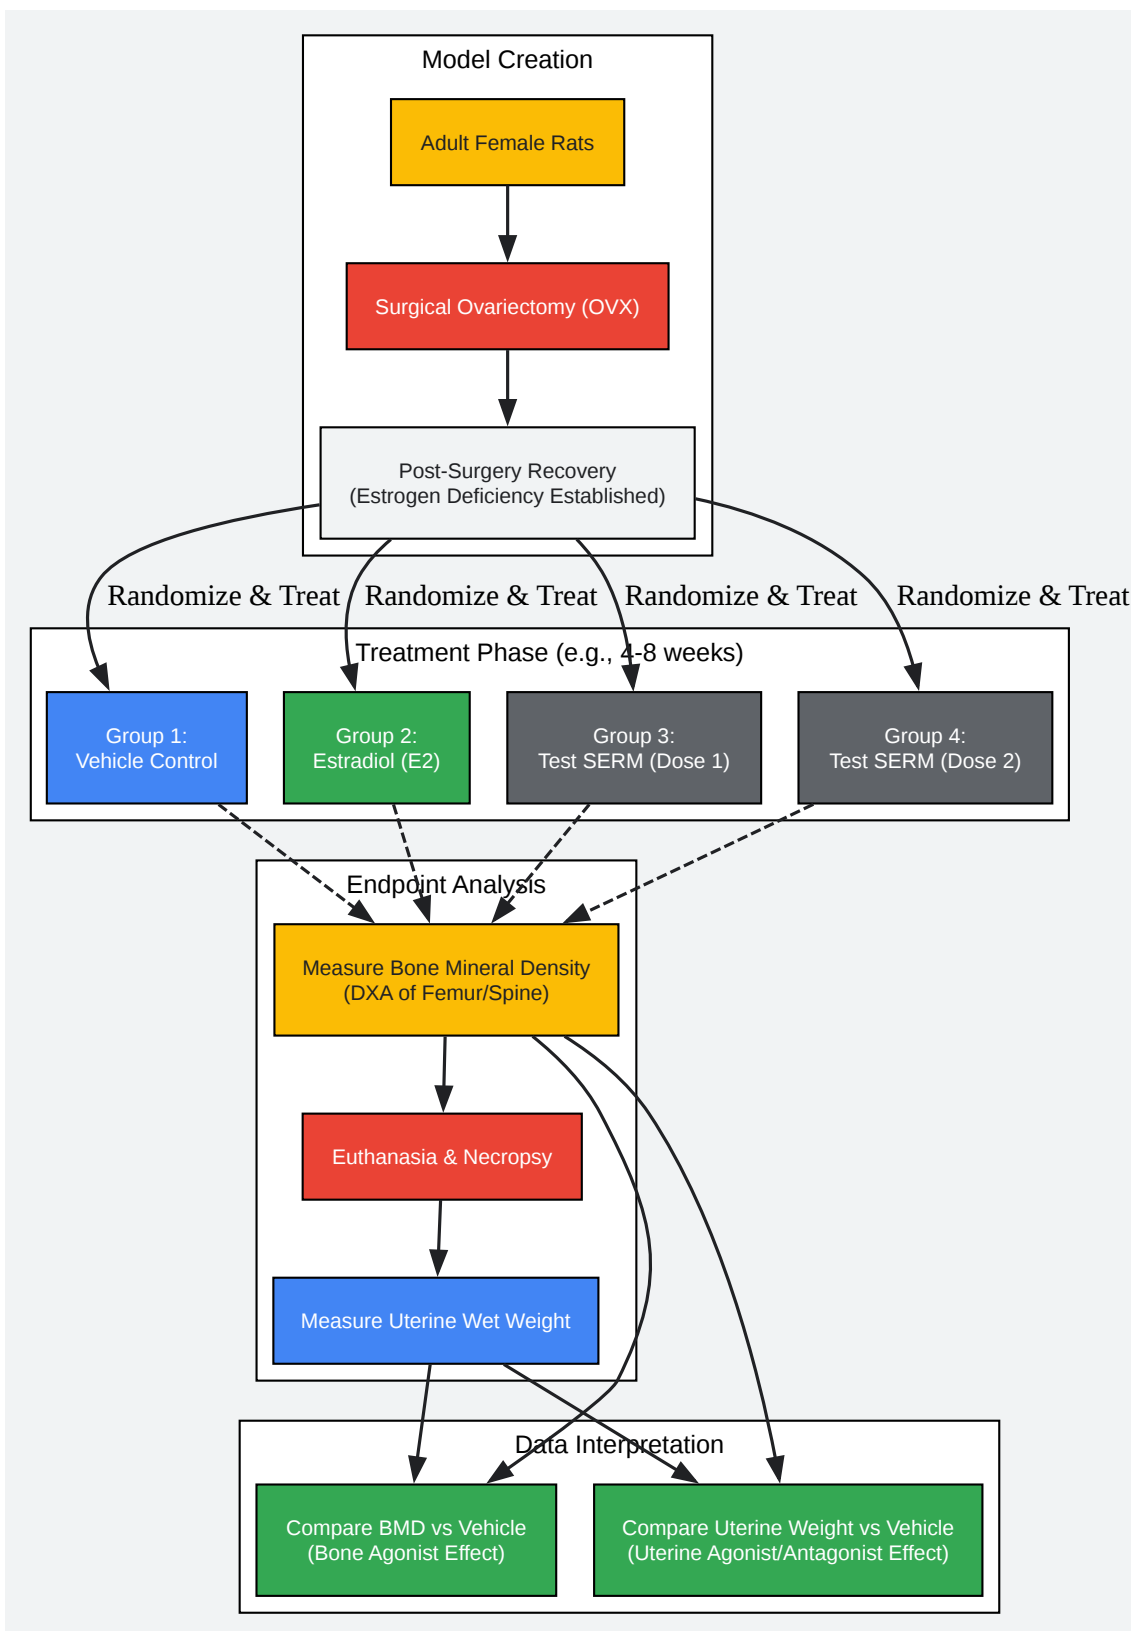 Model Creation
Adult Female Rats
Surgical Ovariectomy (OVX)
Post-Surgery Recovery
(Estrogen Deficiency Established)
Randomize & Treat
Randomize & Treat
Randomize & Treat
Randomize & Treat
Treatment Phase (e.g., 4-8 weeks)
Group 1:
Vehicle Control
Group 2:
Estradiol (E2)
Group 3:
Test SERM (Dose 1)
Group 4:
Test SERM (Dose 2)
Endpoint Analysis
Measure Bone Mineral Density
(DXA of Femur/Spine)
Euthanasia & Necropsy
Measure Uterine Wet Weight
Data Interpretation
Compare BMD vs Vehicle
(Bone Agonist Effect)
Compare Uterine Weight vs Vehicle
(Uterine Agonist/Antagonist Effect)